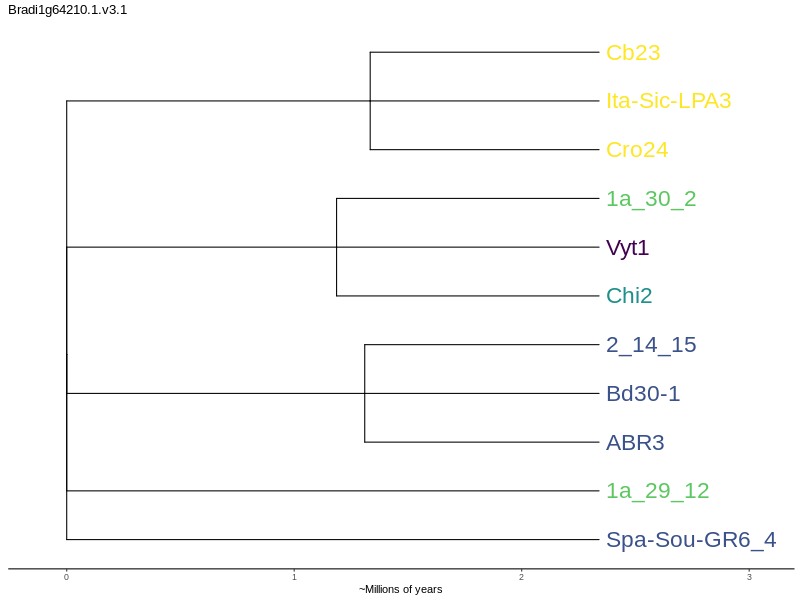 Bradi1g64210.1.v3.1
Cb23
Ita-Sic-LPA3
Cro24
1a_30_2
Vyt1
Chi2
2_14_15
Bd30-1
ABR3
1a_29_12
Spa-Sou-GR6_4
0 1 2 3
~Millions of years